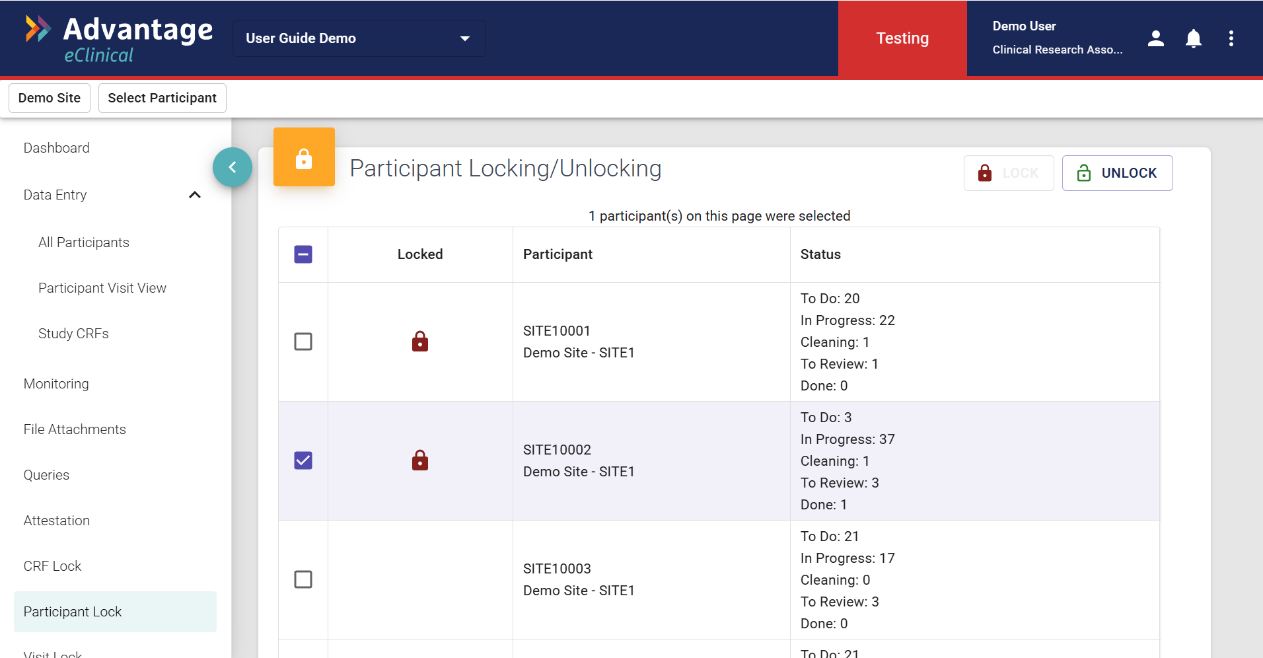 Advantage
eClinical
User Guide Demo
Testing
Demo User
Clinical Research Asso...
Demo Site
Select Participant
Dashboard
Data Entry
All Participants
Participant Visit View
Study CRFs
Monitoring
File Attachments
Queries
Attestation
CRF Lock
Participant Lock
Visit Lock
Participant Locking/Unlocking
LOCK
UNLOCK
1 participant(s) on this page were selected
Locked
Participant
Status
SITE10001
Demo Site - SITE1
To Do: 20
In Progress: 22
Cleaning: 1
To Review: 1
Done: 0
SITE10002
Demo Site - SITE1
To Do: 3
In Progress: 37
Cleaning: 1
To Review: 3
Done: 1
SITE10003
Demo Site - SITE1
To Do: 21
In Progress: 17
Cleaning: 0
To Review: 3
Done: 0
To Do: 21